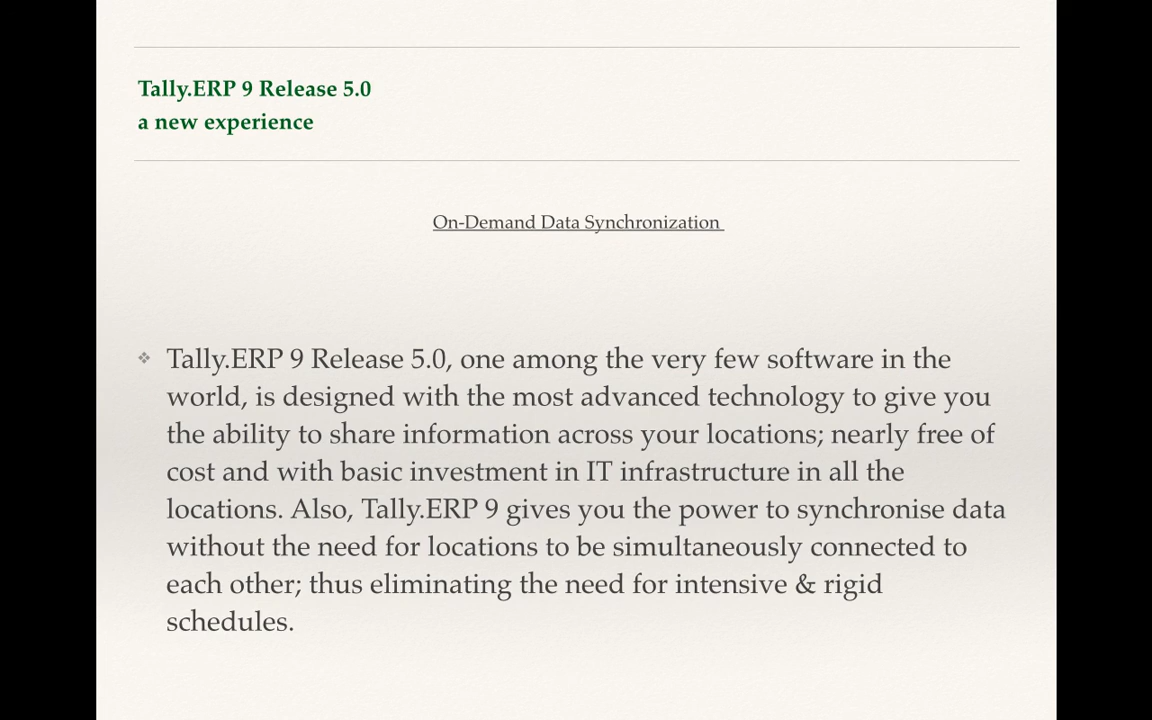 Tally.ERP 9 Release 5.0
a new experience
On-Demand Data Synchronization
❖ Tally.ERP 9 Release 5.0, one among the very few software in the
world, is designed with the most advanced technology to give you
the ability to share information across your locations; nearly free of
cost and with basic investment in IT infrastructure in all the
locations. Also, Tally.ERP 9 gives you the power to synchronise data
without the need for locations to be simultaneously connected to
each other; thus eliminating the need for intensive & rigid
schedules.